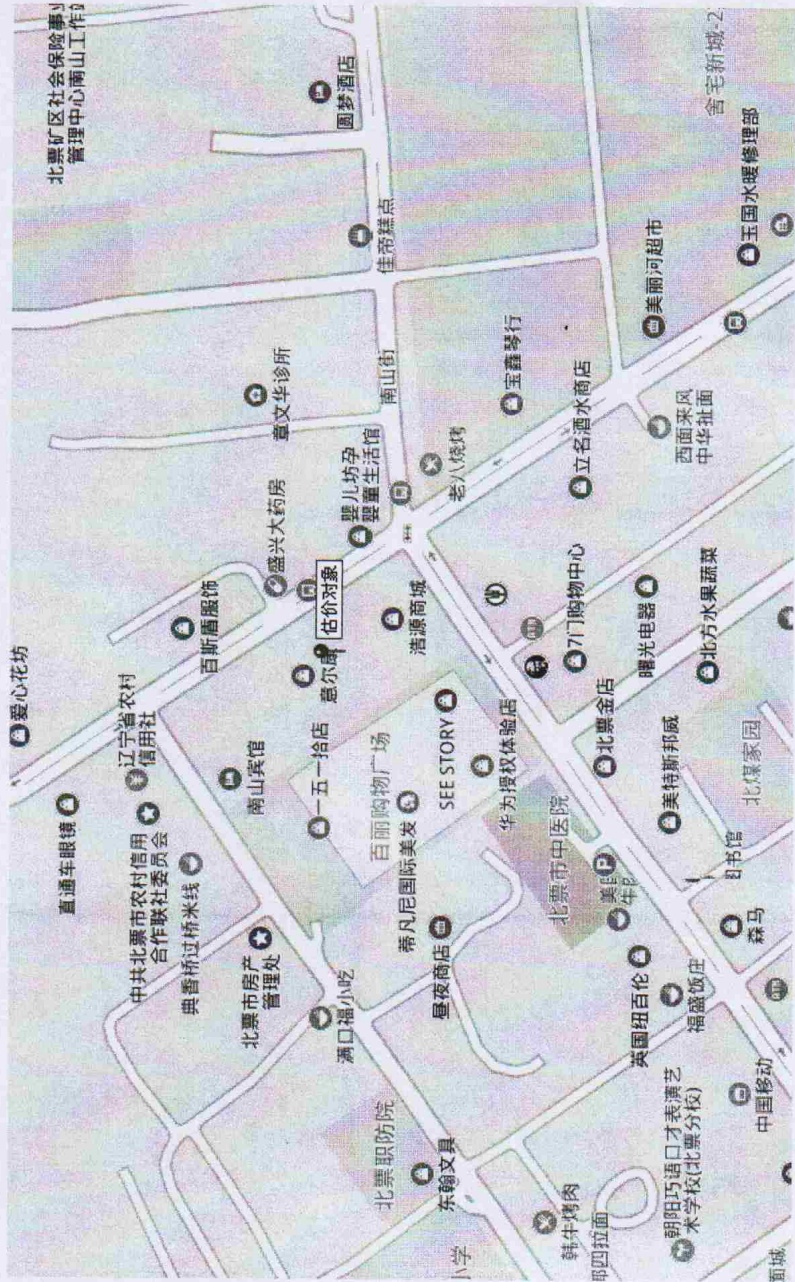 北票矿区社会保险事业
管理中心南山工作
圆梦酒店
舍宅新城-2
佳帝糕点
玉国水暖修理部
美丽河超市
章文华诊所
南山街
宝鑫琴行
立名酒水商店
西面来风
中华扯面
婴儿坊孕
婴童生活馆
老八烧烤
盛兴大药房
估价对象
百斯盾服饰
意尔康
洁源商城
7门购物中心
曙光电器
北方水果蔬菜
爱心花坊
辽宁省农村
信用社
南山宾馆
一五一拾店
百丽购物广场
SEE STORY
华为授权体验店
北票金店
美特斯邦威
北煤家园
直通车眼镜
中共北票市农村信用
合作联社委员会
典香桥过桥米线
北票市房产
管理处
满口福小吃
蒂凡尼国际美发
昼夜商店
北票市中医院
图书馆
森马
英国纽百伦
福盛饭庄
北票职防院
东翰文具
小学
韩牛烤肉
朝阳巧语口才表演艺
术学校(北票分校)
中国移动
面城